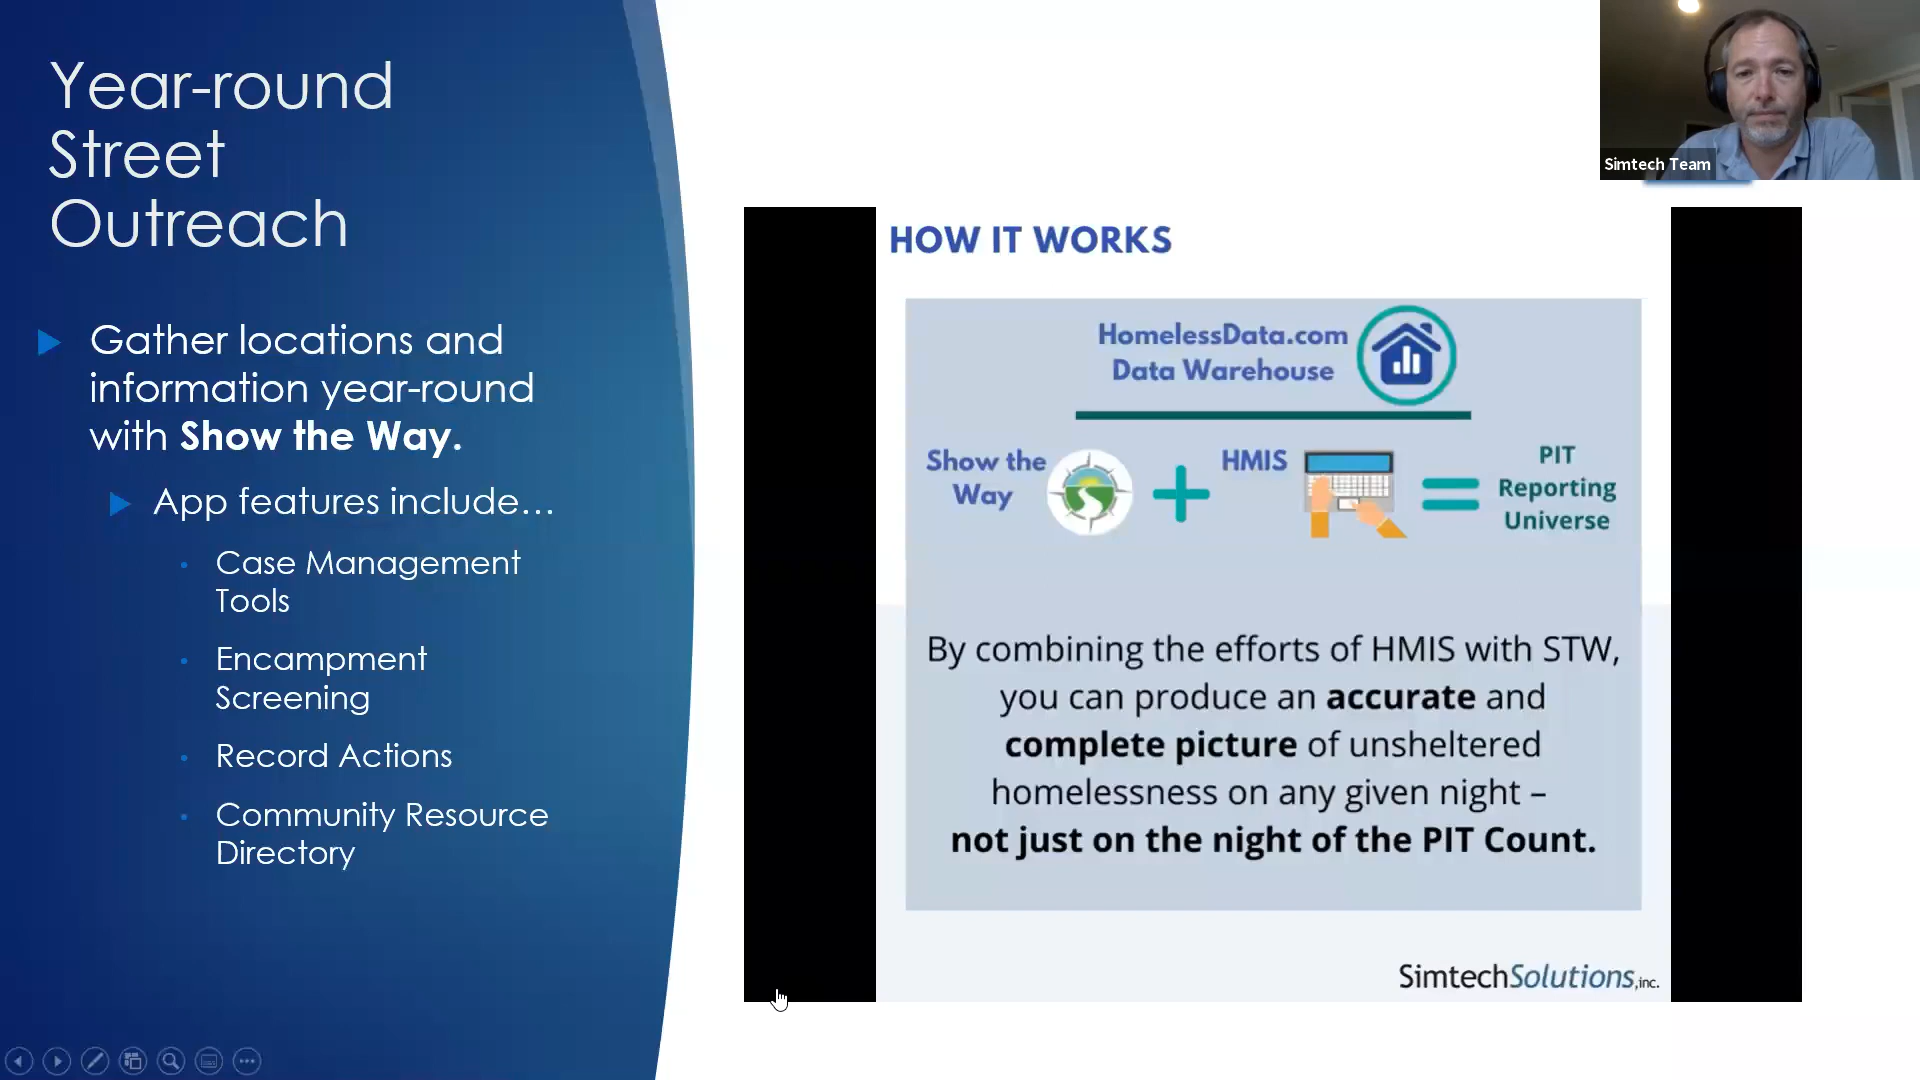 Year-round
Street
Outreach
Gather locations and
information year-round
with Show the Way.
App features include...
Case Management
Tools
Encampment
Screening
Record Actions
Community Resource
Directory
Simtech Team
HOW IT WORKS
HomelessData.com
Data Warehouse
Show the
Way
HMIS
PIT
Reporting
Universe
By combining the efforts of HMIS with STW,
you can produce an accurate and
complete picture of unsheltered
homelessness on any given night –
not just on the night of the PIT Count.
SimtechSolutions,inc.